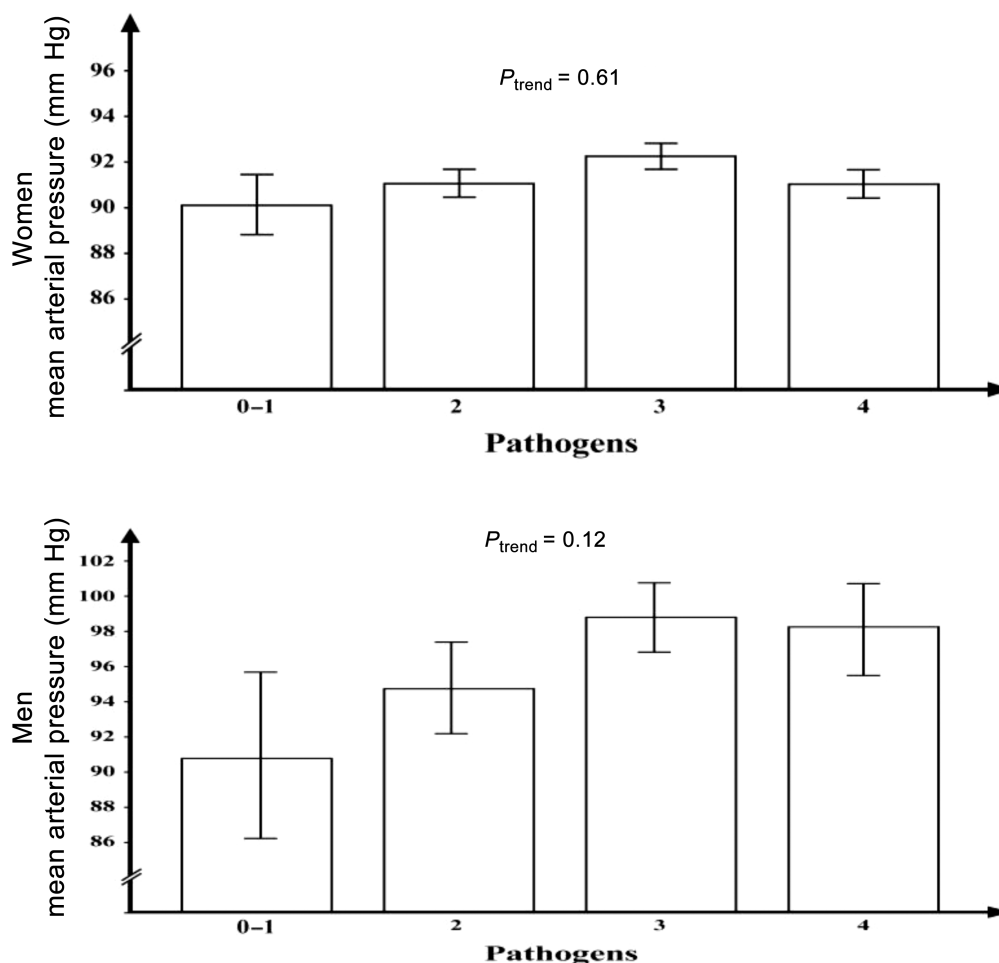 Women
mean arterial pressure (mm Hg)
P trend = 0.61
96
94
92
90
88
86
0–1 2 3 4
Pathogens
Men
mean arterial pressure (mm Hg)
P trend = 0.12
102
100
98
96
94
92
90
88
86
0–1 2 3 4
Pathogens